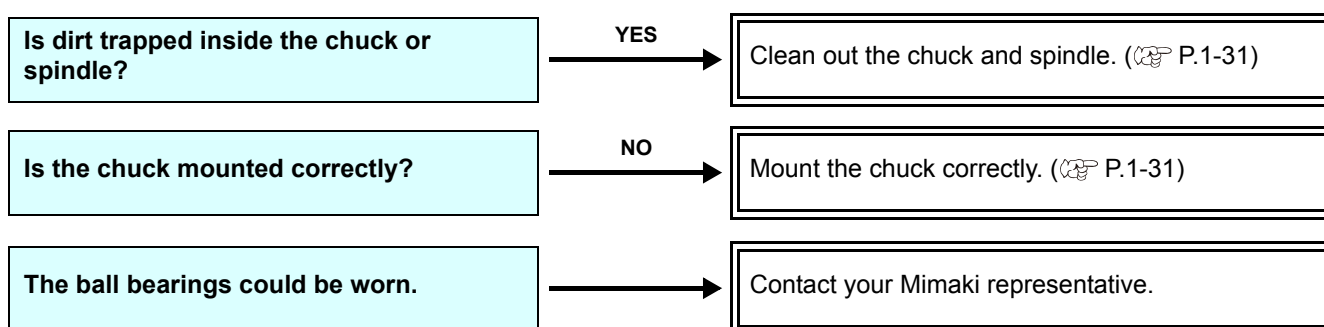 Is dirt trapped inside the chuck or
spindle?
YES
Clean out the chuck and spindle. (P.1-31)
Is the chuck mounted correctly?
NO
Mount the chuck correctly. (P.1-31)
The ball bearings could be worn.
Contact your Mimaki representative.